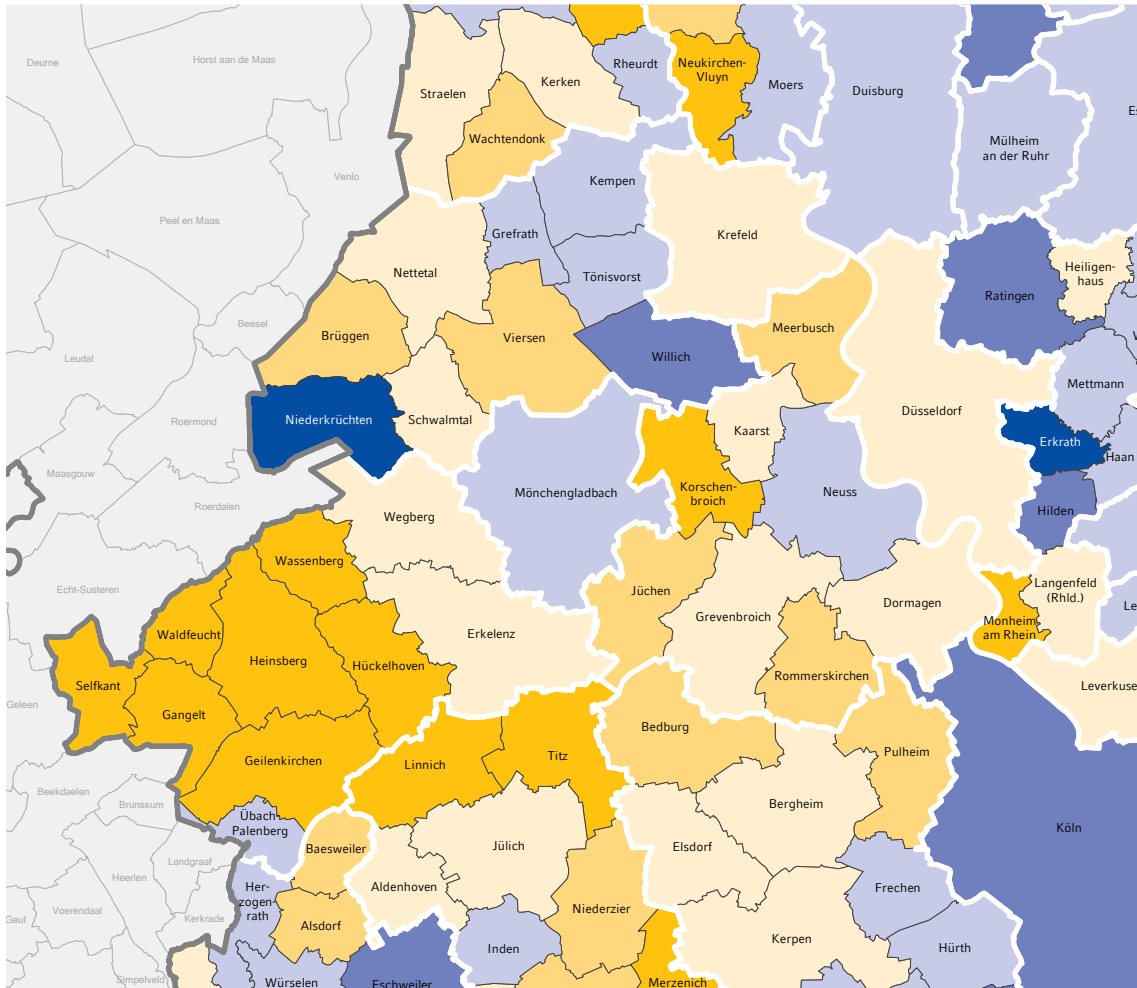 Deurne
Horst aan de Maas
Straelen
Kerken
Rheurdt
Neukirchen-
Vluyn
Moers
Duisburg
Mülheim
an der Ruhr
Wachtendonk
Venlo
Kempen
Peel en Maas
Grefrath
Krefeld
Nettetal
Tönisvorst
Heiligen-
haus
Ratingen
Beesel
Brüggen
Viersen
Meerbusch
Leudal
Willich
Mettmann
Roermond
Niederkrüchten
Schwalmtal
Kaarst
Düsseldorf
Erkrath
Haan
Maasgouw
Mönchengladbach
Korschen-
broich
Neuss
Roerdalen
Wegberg
Hilden
Wassenberg
Echt-Susteren
Jüchen
Langenfeld
(Rhld.)
Dormagen
Grevenbroich
Monheim
am Rhein
Waldfeucht
Erkelenz
Heinsberg
Hückelhoven
Rommerskirchen
Selfkant
Leverkuse
Geleen
Gangelt
Bedburg
Pulheim
Titz
Geilenkirchen
Linnich
Beekdaelen
Brunssum
Bergheim
Übach-
Palenberg
Köln
Baesweiler
Jülich
Elsdorf
Landgraaf
Heerlen
Her-
zogen-
rath
Aldenhoven
Frechen
Voerendaal
Kerkrade
Geul
Alsdorf
Niederzier
Kerpen
Inden
Hürth
Simpelveld
Würselen
Eschweiler
Merzenich